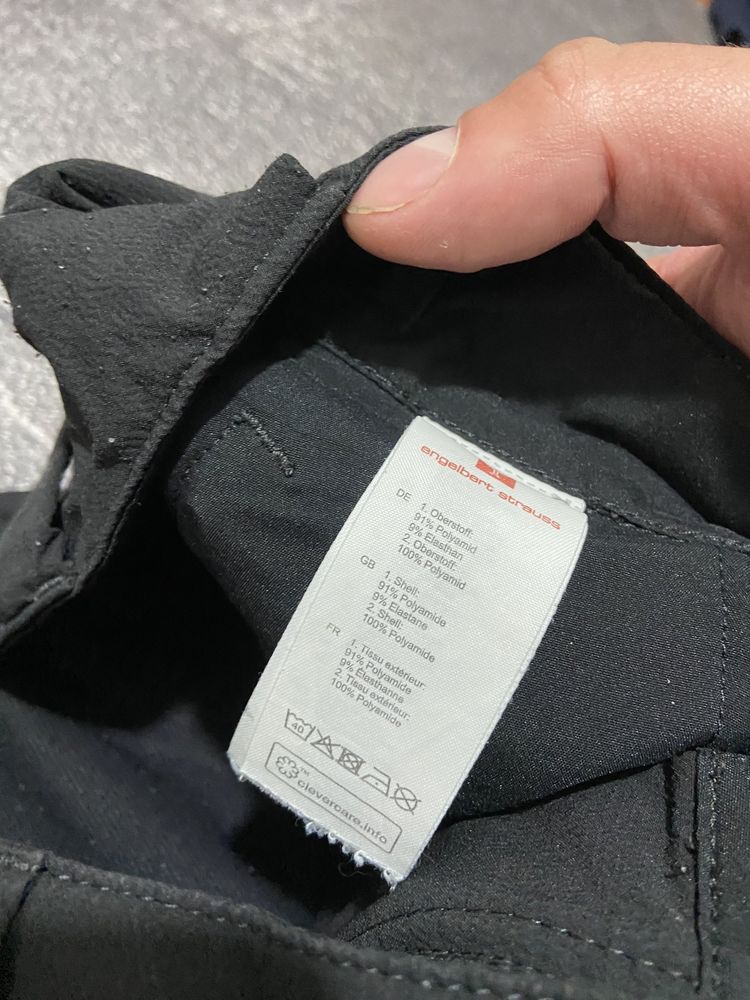 engelbert strauss
DE
1. Oberstoff:
91% Polyamid
9% Elasthan
2. Oberstoff:
100% Polyamid
GB
1. Shell:
91% Polyamide
9% Elastane
2. Shell:
100% Polyamide
FR
1. Tissu extérieur:
91% Polyamide
9% Élasthanne
2. Tissu extérieur:
100% Polyamide
40
™
clevercare.info